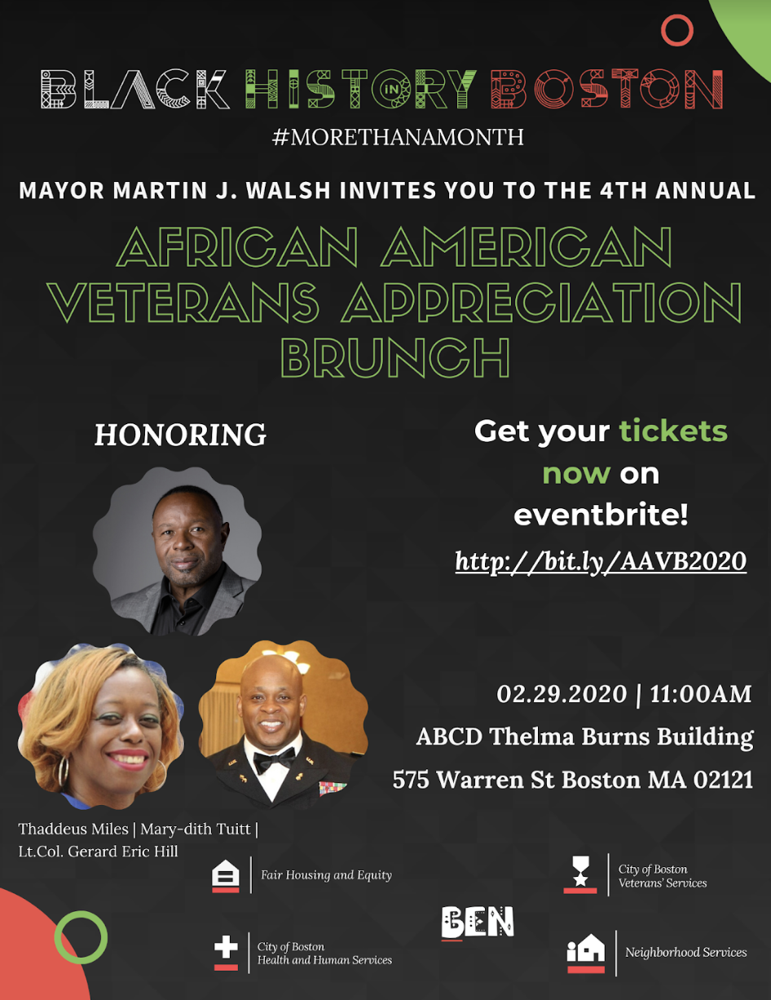 BLACK HISTORY iN BOSTON
#MORETHANAMONTH
MAYOR MARTIN J. WALSH INVITES YOU TO THE 4TH ANNUAL
AFRICAN AMERICAN
VETERANS APPRECIATION
BRUNCH
HONORING
Get your tickets
now on
eventbrite!
http://bit.ly/AAVB2020
02.29.2020 | 11:00AM
ABCD Thelma Burns Building
575 Warren St Boston MA 02121
Thaddeus Miles | Mary-dith Tuitt |
Lt.Col. Gerard Eric Hill
Fair Housing and Equity
City of Boston
Veterans' Services
BEN
City of Boston
Health and Human Services
Neighborhood Services